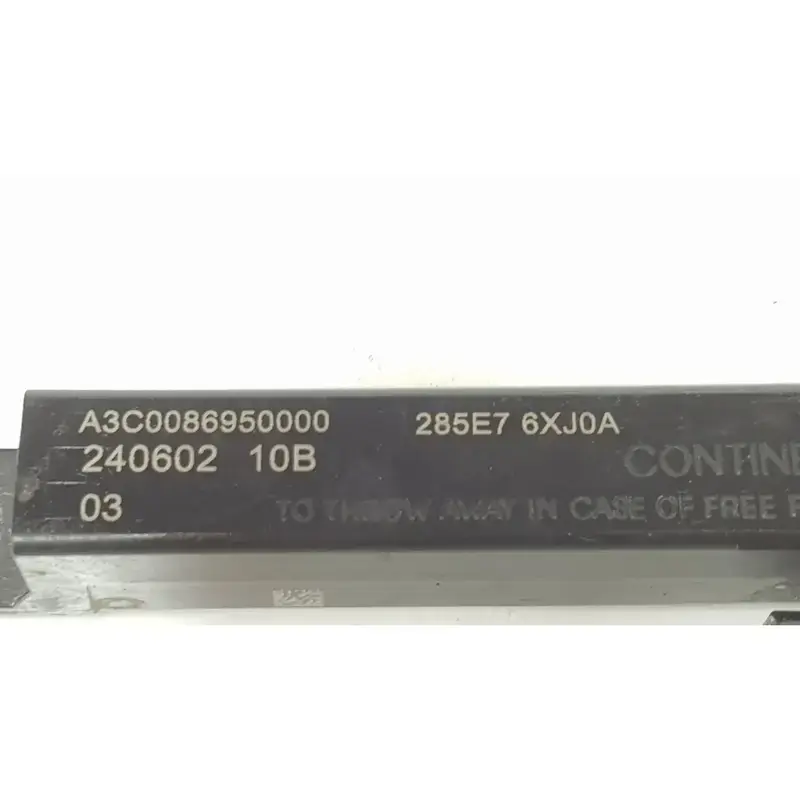 A3C0086950000 285E7 6XJ0A
240602 10B CONTINE
03 TO THROW AWAY IN CASE OF FREE F